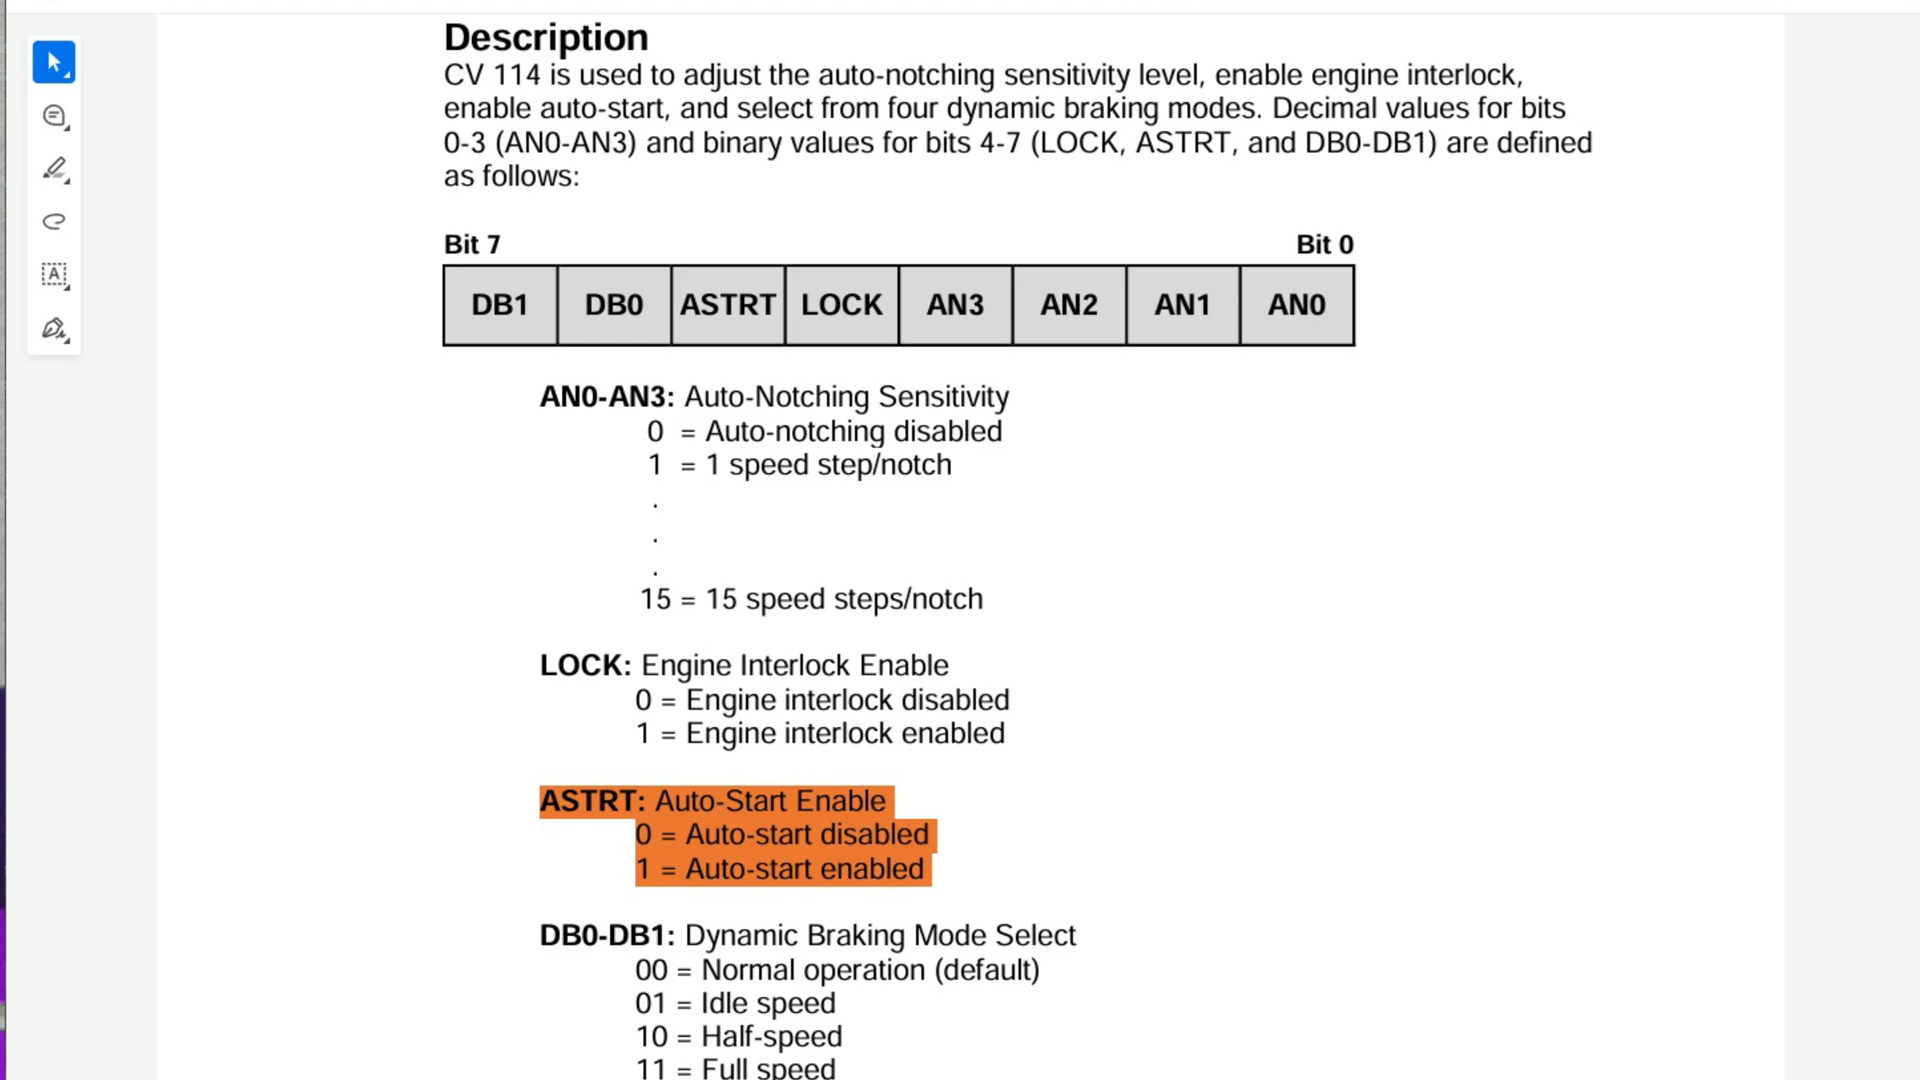 Description
CV 114 is used to adjust the auto-notching sensitivity level, enable engine interlock,
enable auto-start, and select from four dynamic braking modes. Decimal values for bits
0-3 (AN0-AN3) and binary values for bits 4-7 (LOCK, ASTRT, and DB0-DB1) are defined
as follows:
Bit 7 Bit 0
DB1 DB0 ASTRT LOCK AN3 AN2 AN1 AN0
AN0-AN3: Auto-Notching Sensitivity
0 = Auto-notching disabled
1 = 1 speed step/notch
.
.
.
15 = 15 speed steps/notch
LOCK: Engine Interlock Enable
0 = Engine interlock disabled
1 = Engine interlock enabled
ASTRT: Auto-Start Enable
0 = Auto-start disabled
1 = Auto-start enabled
DB0-DB1: Dynamic Braking Mode Select
00 = Normal operation (default)
01 = Idle speed
10 = Half-speed
11 = Full speed